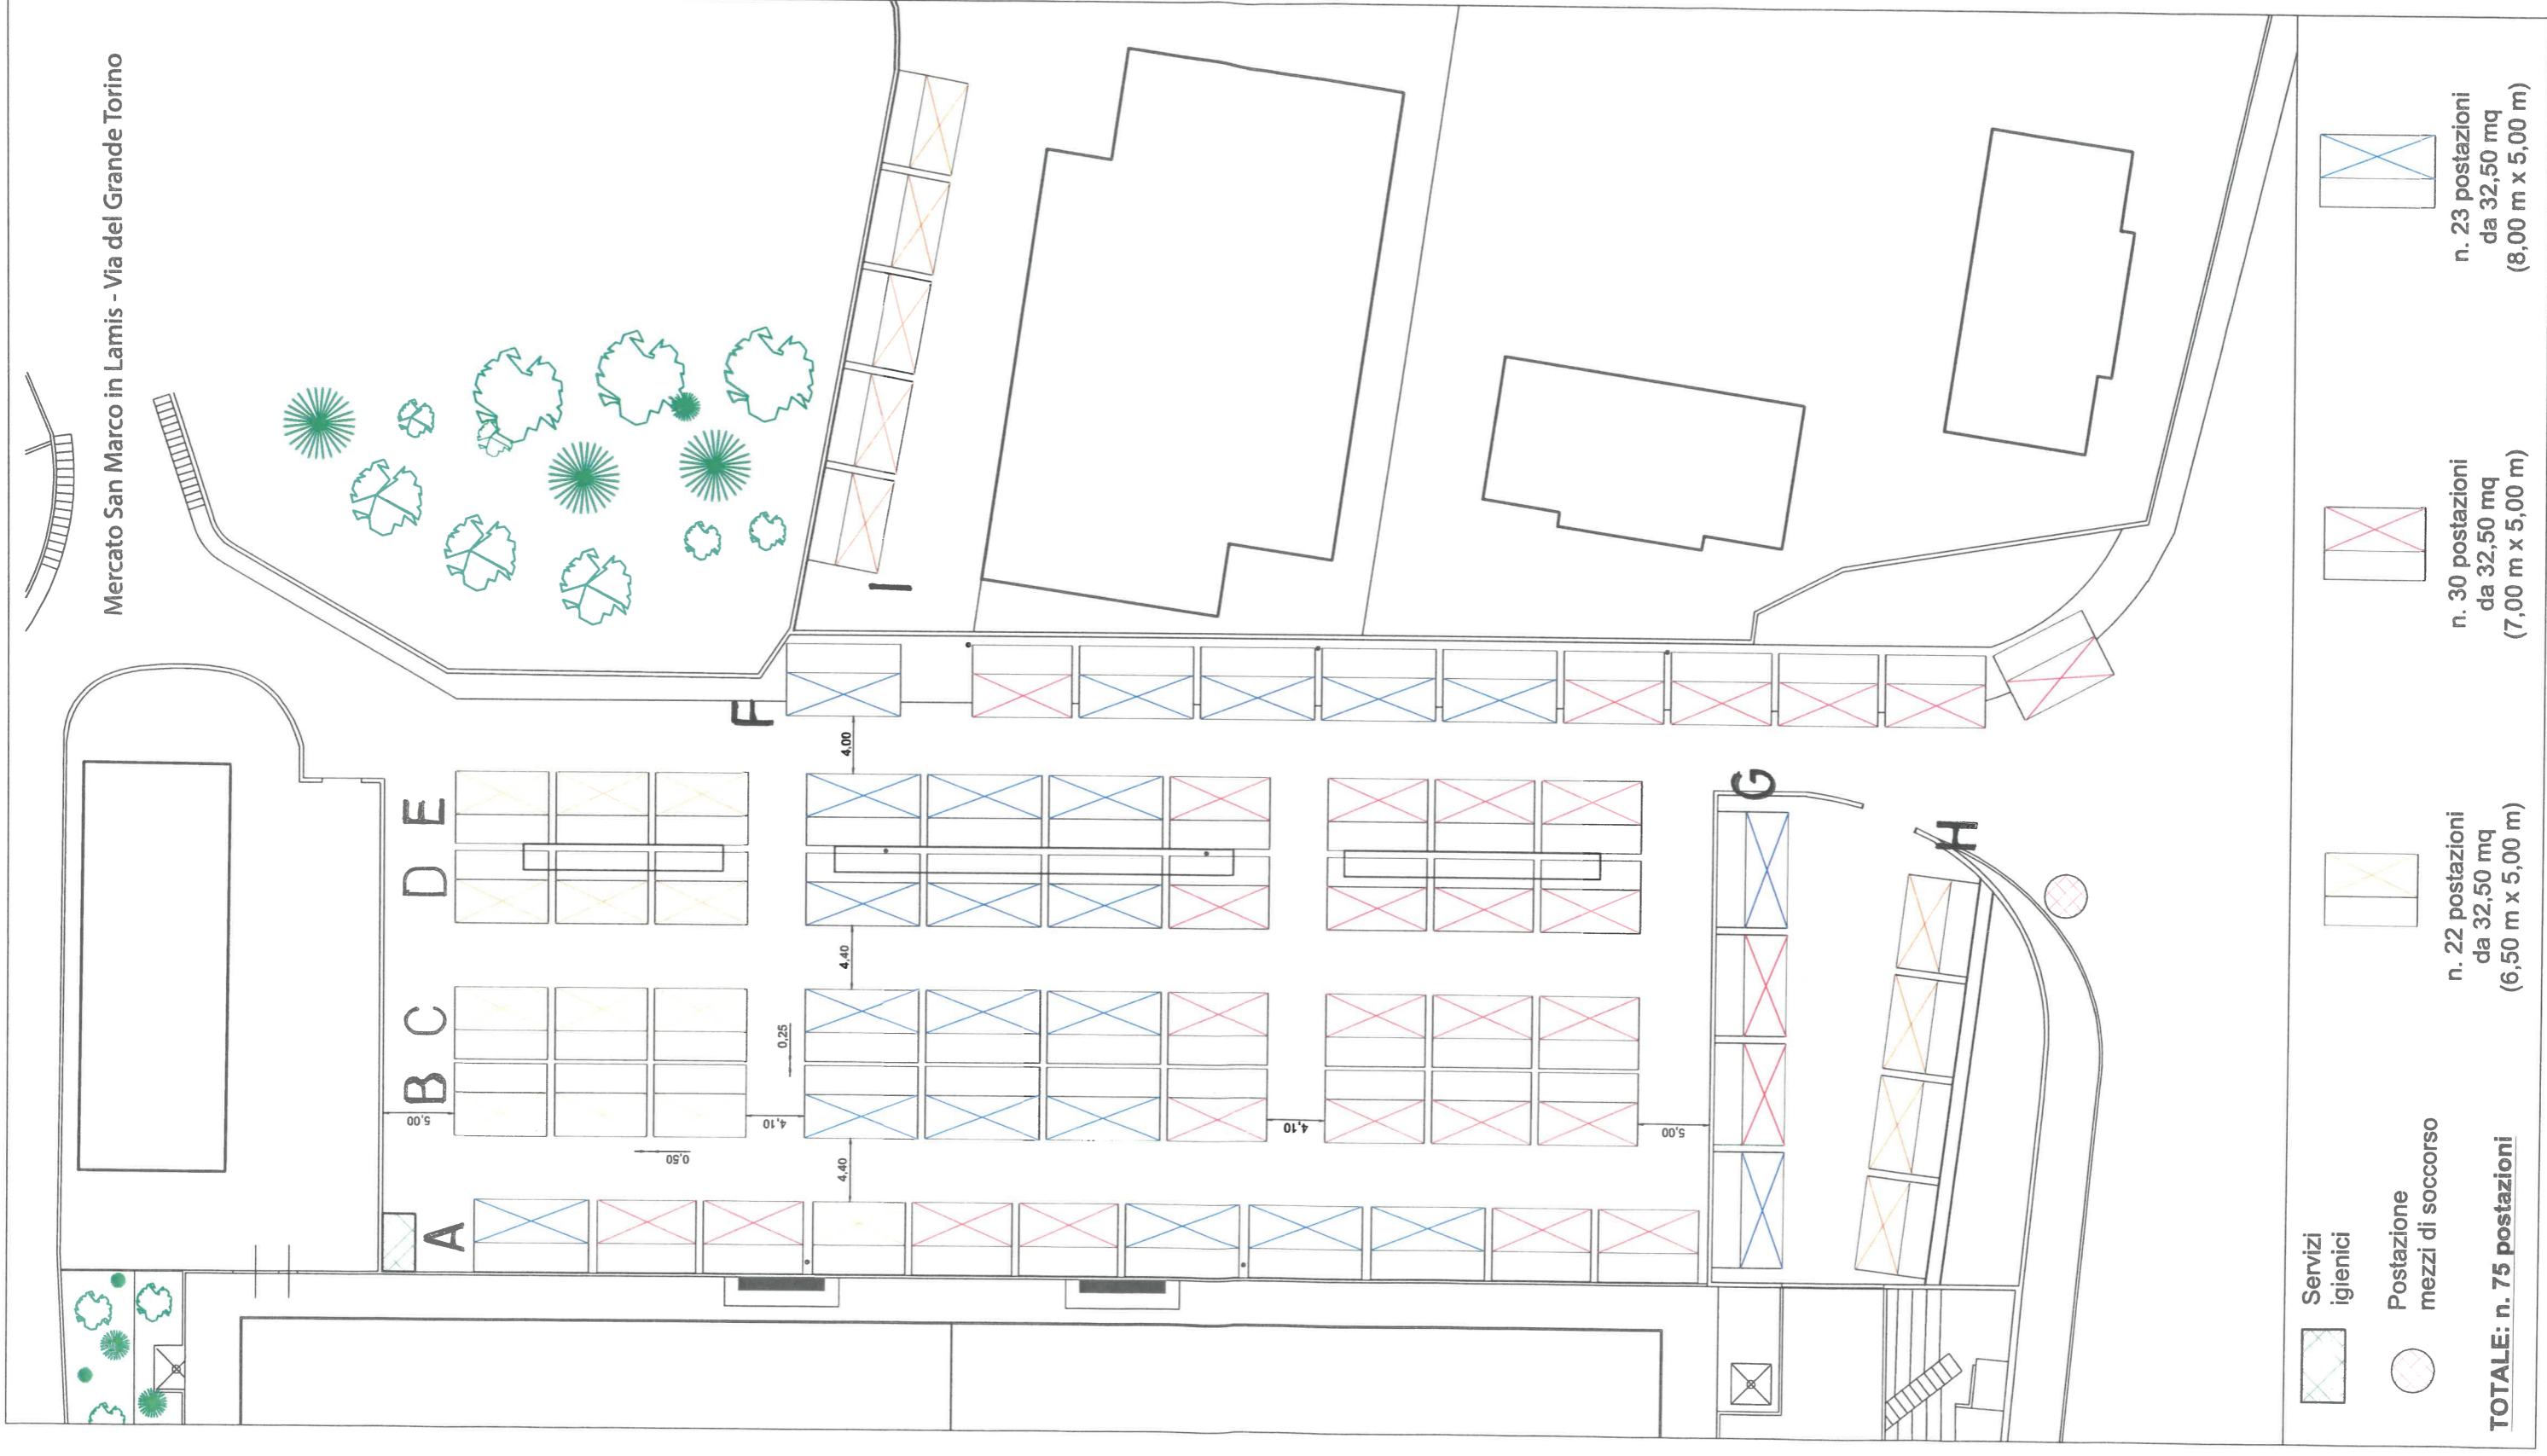 Mercato San Marco in Lamis - Via del Grande Torino
A
B
C
D
E
F
G
H
I
5,00
4,10
4,10
5,00
0,50
0,25
4,40
4,40
4.00
Servizi
igienici
Postazione
mezzi di soccorso
TOTALE: n. 75 postazioni
n. 22 postazioni
da 32,50 mq
(6,50 m x 5,00 m)
n. 30 postazioni
da 32,50 mq
(7,00 m x 5,00 m)
n. 23 postazioni
da 32,50 mq
(8,00 m x 5,00 m)